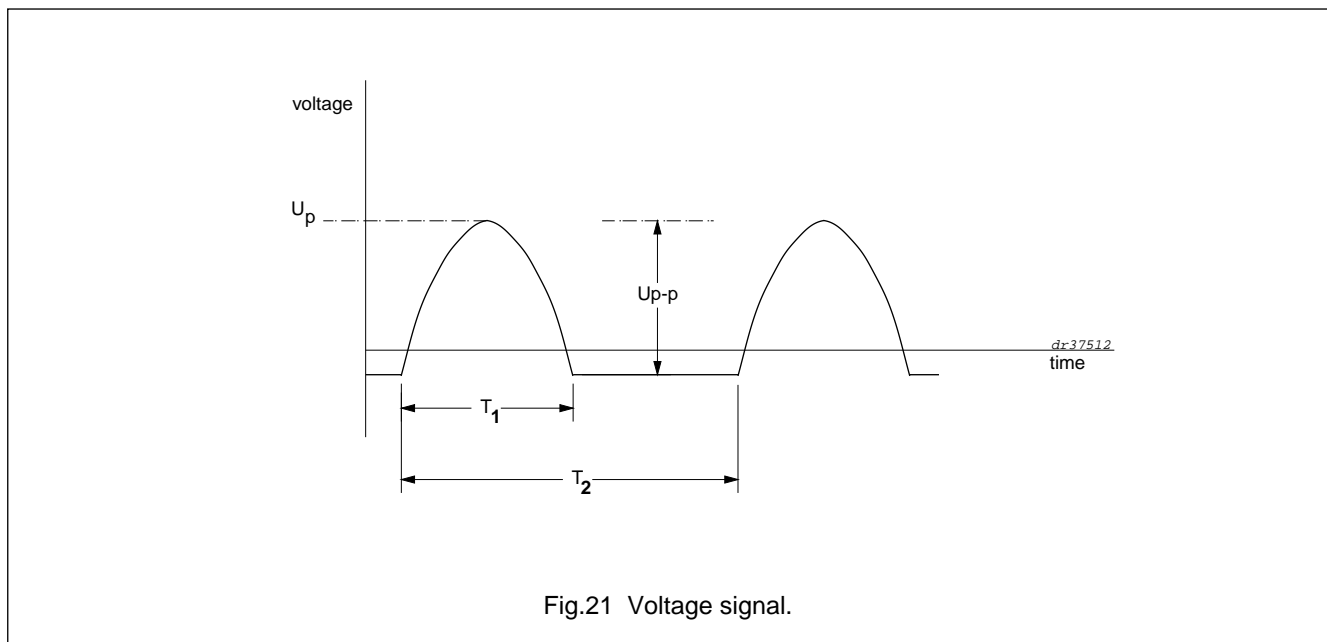 voltage
Up
Up-p
dr37512
time
T1
T2
Fig.21 Voltage signal.